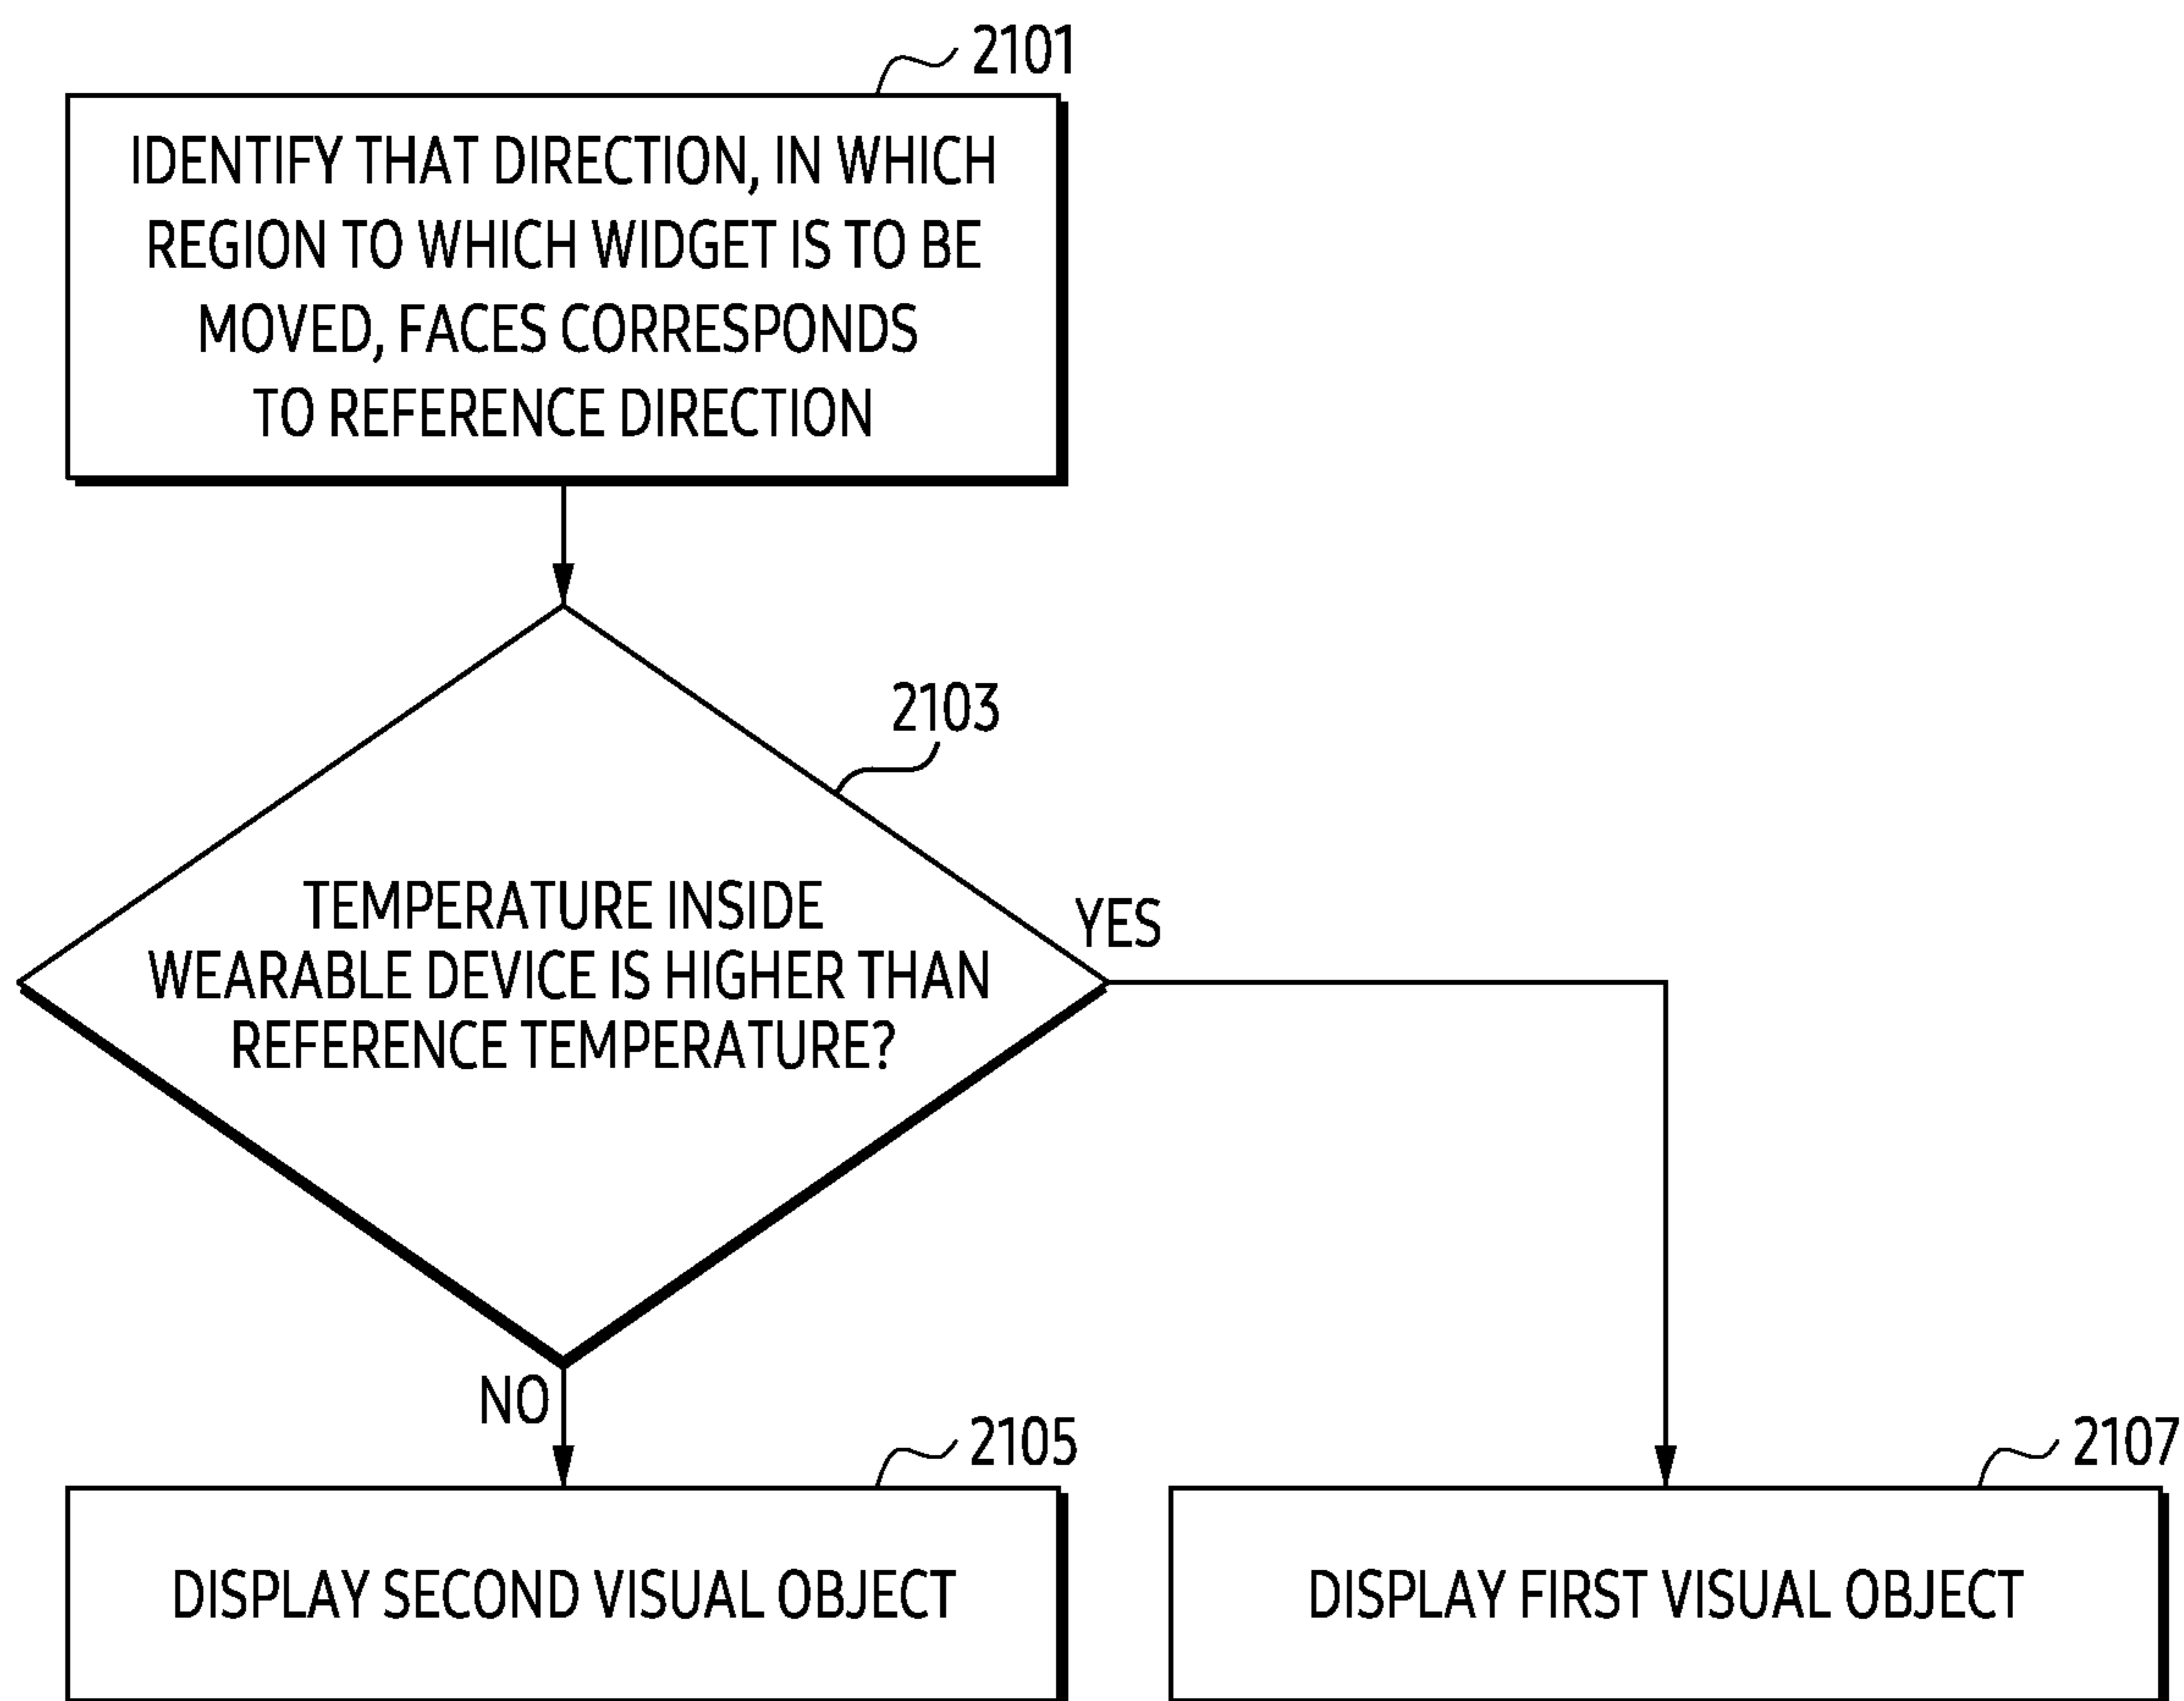 2101
IDENTIFY THAT DIRECTION, IN WHICH
REGION TO WHICH WIDGET IS TO BE
MOVED, FACES CORRESPONDS
TO REFERENCE DIRECTION
2103
TEMPERATURE INSIDE
WEARABLE DEVICE IS HIGHER THAN
REFERENCE TEMPERATURE?
YES
NO
2105
DISPLAY SECOND VISUAL OBJECT
2107
DISPLAY FIRST VISUAL OBJECT